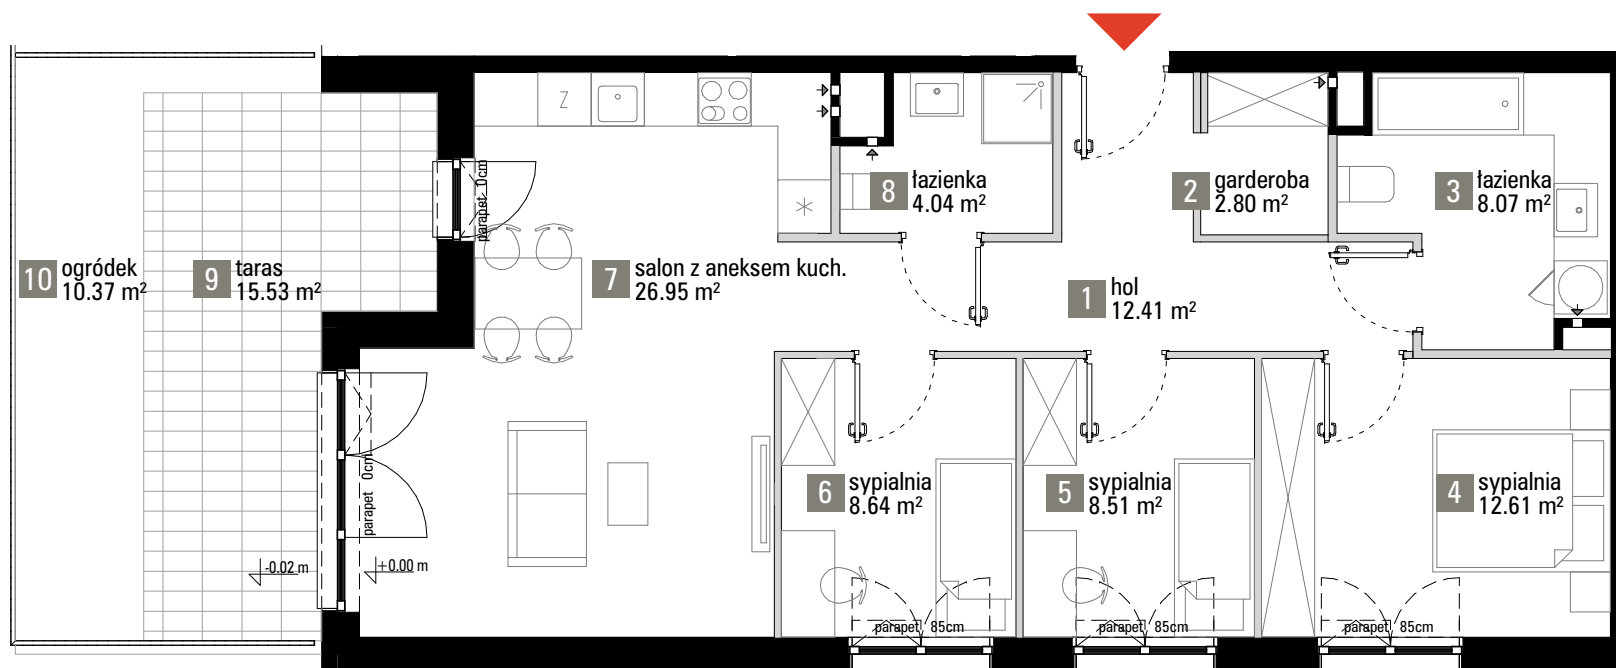 Z
8 łazienka
4.04 m²
2 garderoba
2.80 m²
3 łazienka
8.07 m²
parapet 0cm
10 ogródek
10.37 m²
9 taras
15.53 m²
7 salon z aneksem kuch.
26.95 m²
1 hol
12.41 m²
parapet 0cm
6 sypialnia
8.64 m²
5 sypialnia
8.51 m²
4 sypialnia
12.61 m²
-0.02 m
+0.00 m
parapet 85cm
parapet 85cm
parapet 85cm